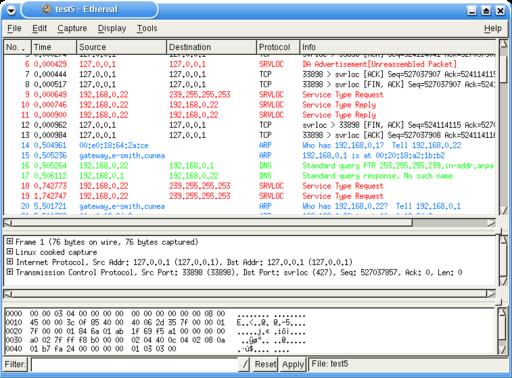 test5 - Ethereal
File Edit Capture Display Tools Help
No. Time Source Destination Protocol Info
6 0,000429 127.0.0.1 127.0.0.1 SRVLOC DA Advertisement[Unreassembled Packet]
7 0,000444 127.0.0.1 127.0.0.1 TCP 33898 > svrloc [ACK] Seq=527037907 Ack=524114115
8 0,000517 127.0.0.1 127.0.0.1 TCP 33898 > svrloc [FIN, ACK] Seq=527037907 Ack=5241
9 0,000649 192.168.0.22 239.255.255.253 SRVLOC Service Type Request
10 0,000746 192.168.0.22 192.168.0.22 SRVLOC Service Type Reply
11 0,000900 192.168.0.22 192.168.0.22 SRVLOC Service Type Reply
12 0,000962 127.0.0.1 127.0.0.1 TCP svrloc > 33898 [FIN, ACK] Seq=524114115 Ack=5270
13 0,000984 127.0.0.1 127.0.0.1 TCP 33898 > svrloc [ACK] Seq=527037908 Ack=524114116
14 0,504961 00:e0:18:64:2a:ce ARP Who has 192.168.0.1? Tell 192.168.0.22
15 0,505236 gateway.e-smith.cunea ARP 192.168.0.1 is at 00:20:18:a2:1b:b2
16 0,505264 192.168.0.22 192.168.0.1 DNS Standard query PTR 253.255.255.239.in-addr.arpa
17 0,506112 192.168.0.1 192.168.0.22 DNS Standard query response, No such name
18 0,742773 192.168.0.22 239.255.255.253 SRVLOC Service Type Request
19 1,742747 192.168.0.22 239.255.255.253 SRVLOC Service Type Request
20 5,501721 gateway.e-smith.cunea ARP Who has 192.168.0.22? Tell 192.168.0.1
Frame 1 (76 bytes on wire, 76 bytes captured)
Linux cooked capture
Internet Protocol, Src Addr: 127.0.0.1 (127.0.0.1), Dst Addr: 127.0.0.1 (127.0.0.1)
Transmission Control Protocol, Src Port: 33898 (33898), Dst Port: svrloc (427), Seq: 527037857, Ack: 0, Len: 0
0000 00 00 03 04 00 00 00 00 00 00 00 00 00 00 08 00 ........ ........
0010 45 00 00 3c 0f 85 40 00 40 06 2d 35 7f 00 00 01 E..<..@. @.-5....
0020 7f 00 00 01 84 6a 01 ab 1f 69 f5 a1 00 00 00 00
0030 a0 02 7f ff f8 b0 00 00 02 04 40 0c 04 02 08 0a
0040 01 b7 fa 24 00 00 00 00 01 03 03 00
Filter: Reset Apply File: test5